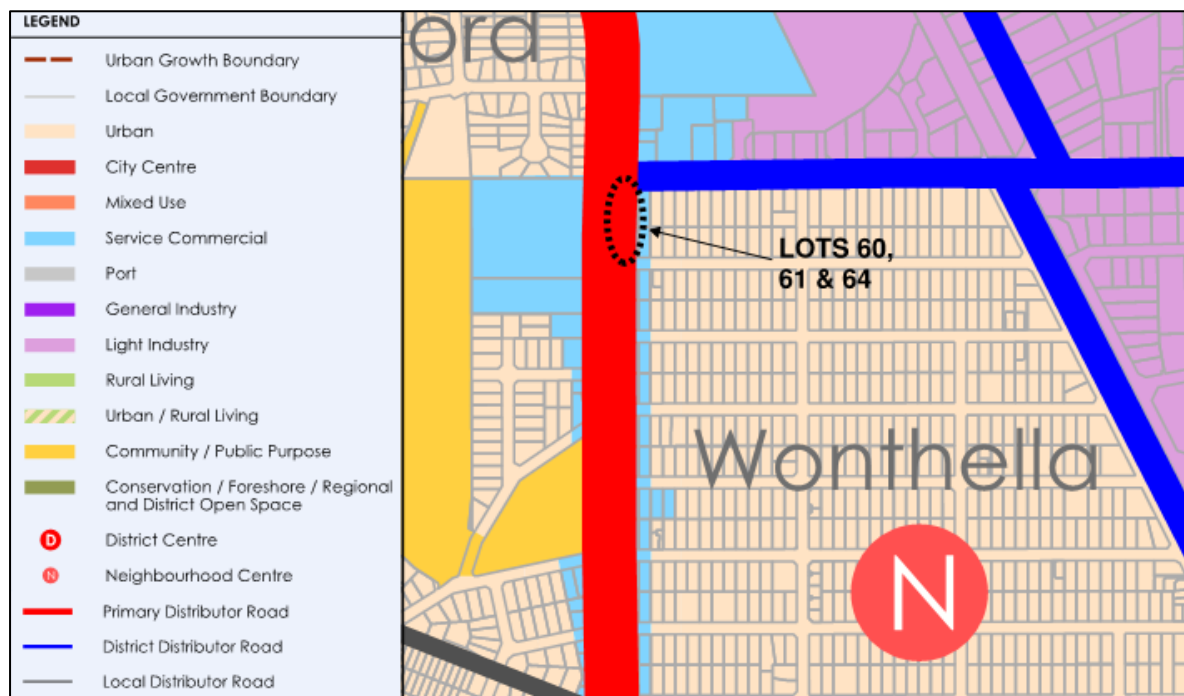 LEGEND
Urban Growth Boundary
Local Government Boundary
Urban
City Centre
Mixed Use
Service Commercial
Port
General Industry
Light Industry
Rural Living
Urban / Rural Living
Community / Public Purpose
Conservation / Foreshore / Regional
and District Open Space
D
District Centre
N
Neighbourhood Centre
Primary Distributor Road
District Distributor Road
Local Distributor Road
ord
LOTS 60,
61 & 64
Wonthella
N